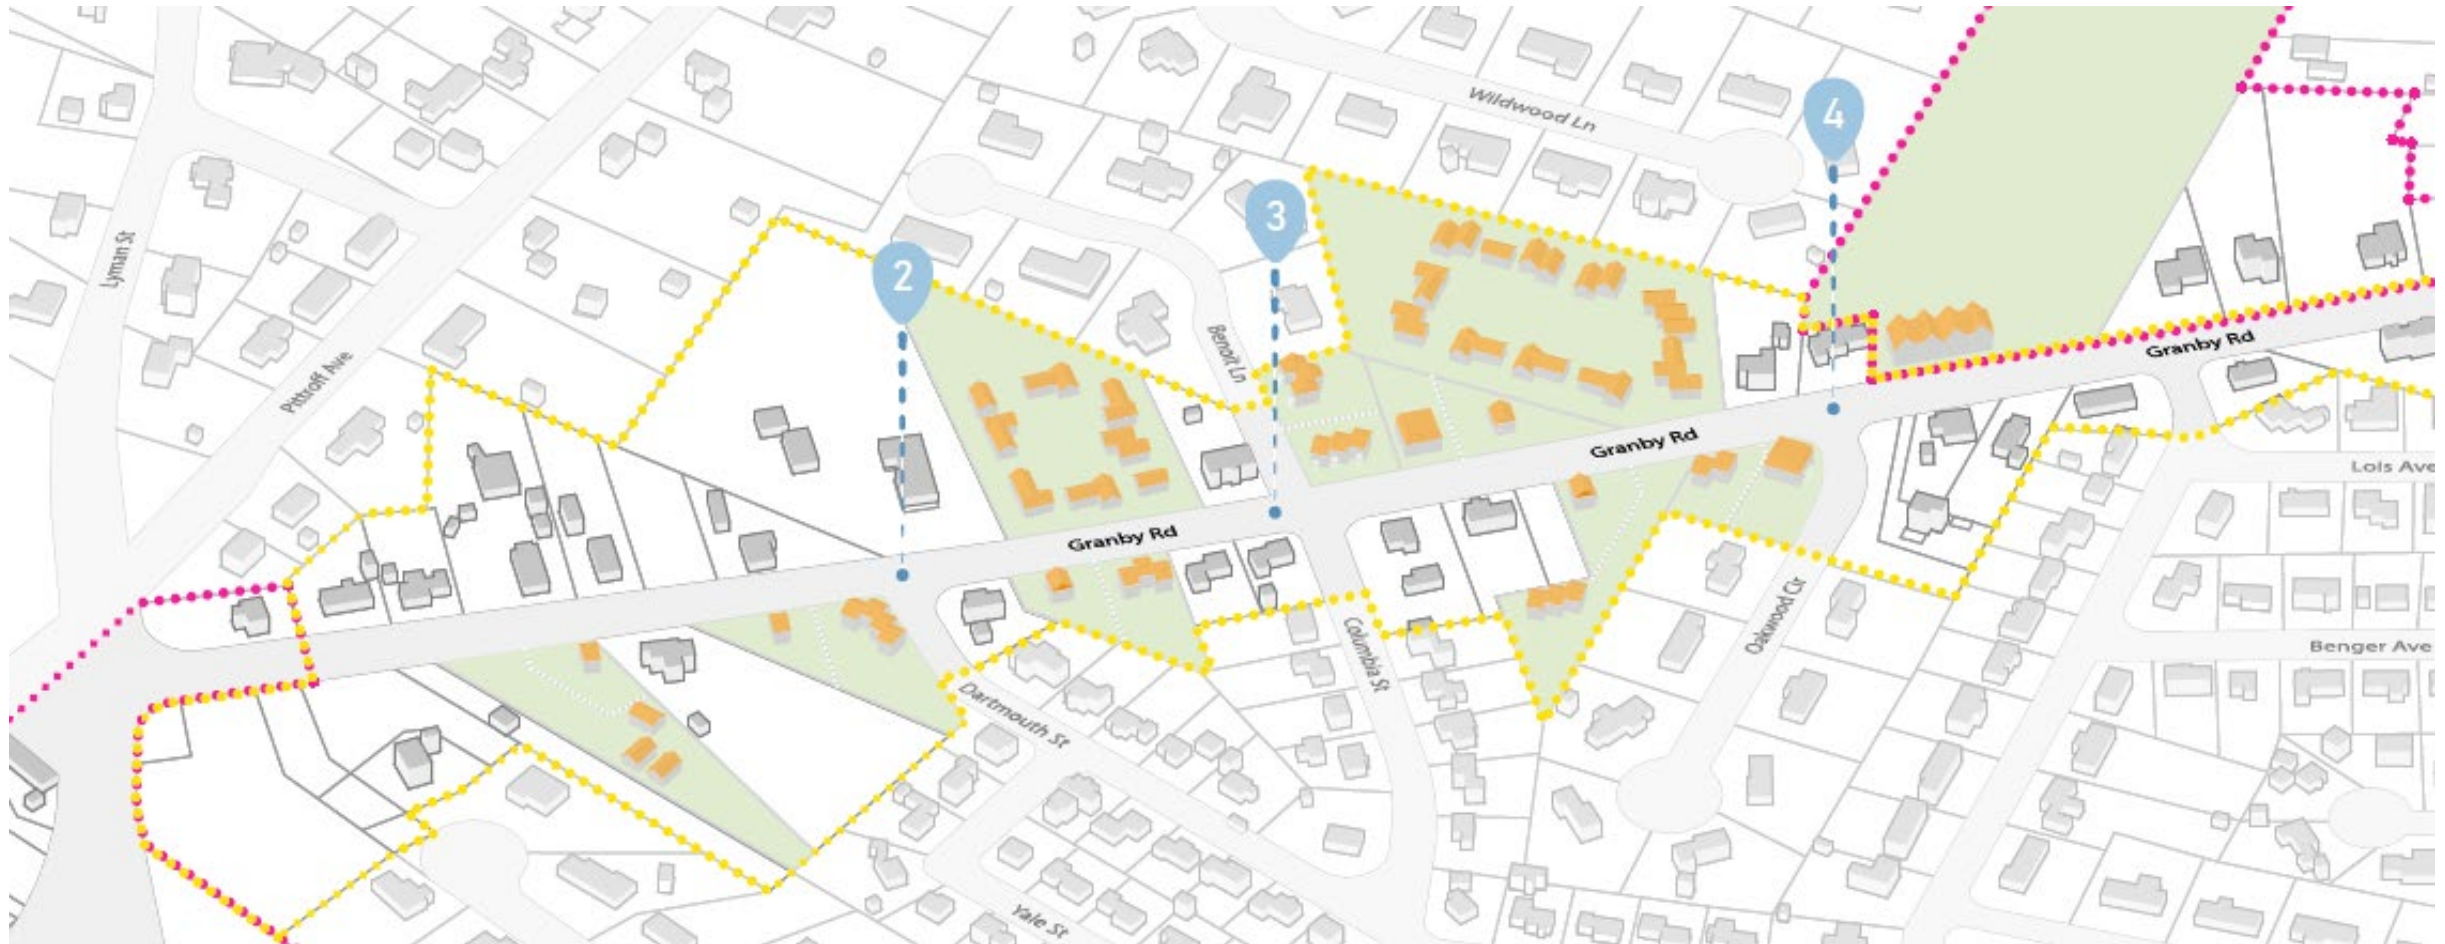 Wildwood Ln
4
3
2
Lyman St
Pittroff Ave
Benoit Ln
Granby Rd
Granby Rd
Granby Rd
Lois Ave
Columbia St
Oakwood Cir
Benger Ave
Dartmouth St
Yale St